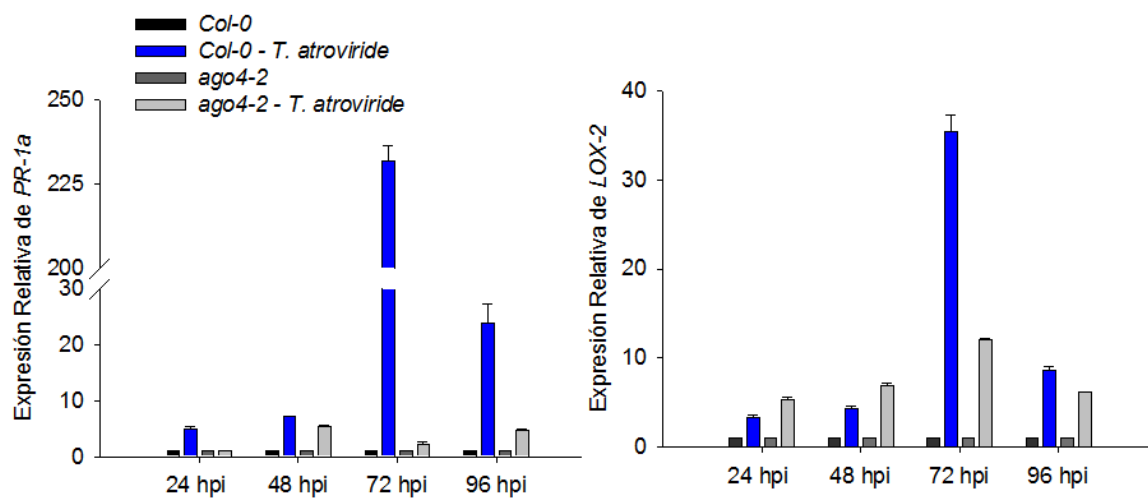 Col-0
Col-0 - T. atroviride
ago4-2
ago4-2 - T. atroviride
Expresión Relativa de PR-1a
250
225
200
30
20
10
0
24 hpi 48 hpi 72 hpi 96 hpi
Expresión Relativa de LOX-2
40
30
20
10
0
24 hpi 48 hpi 72 hpi 96 hpi